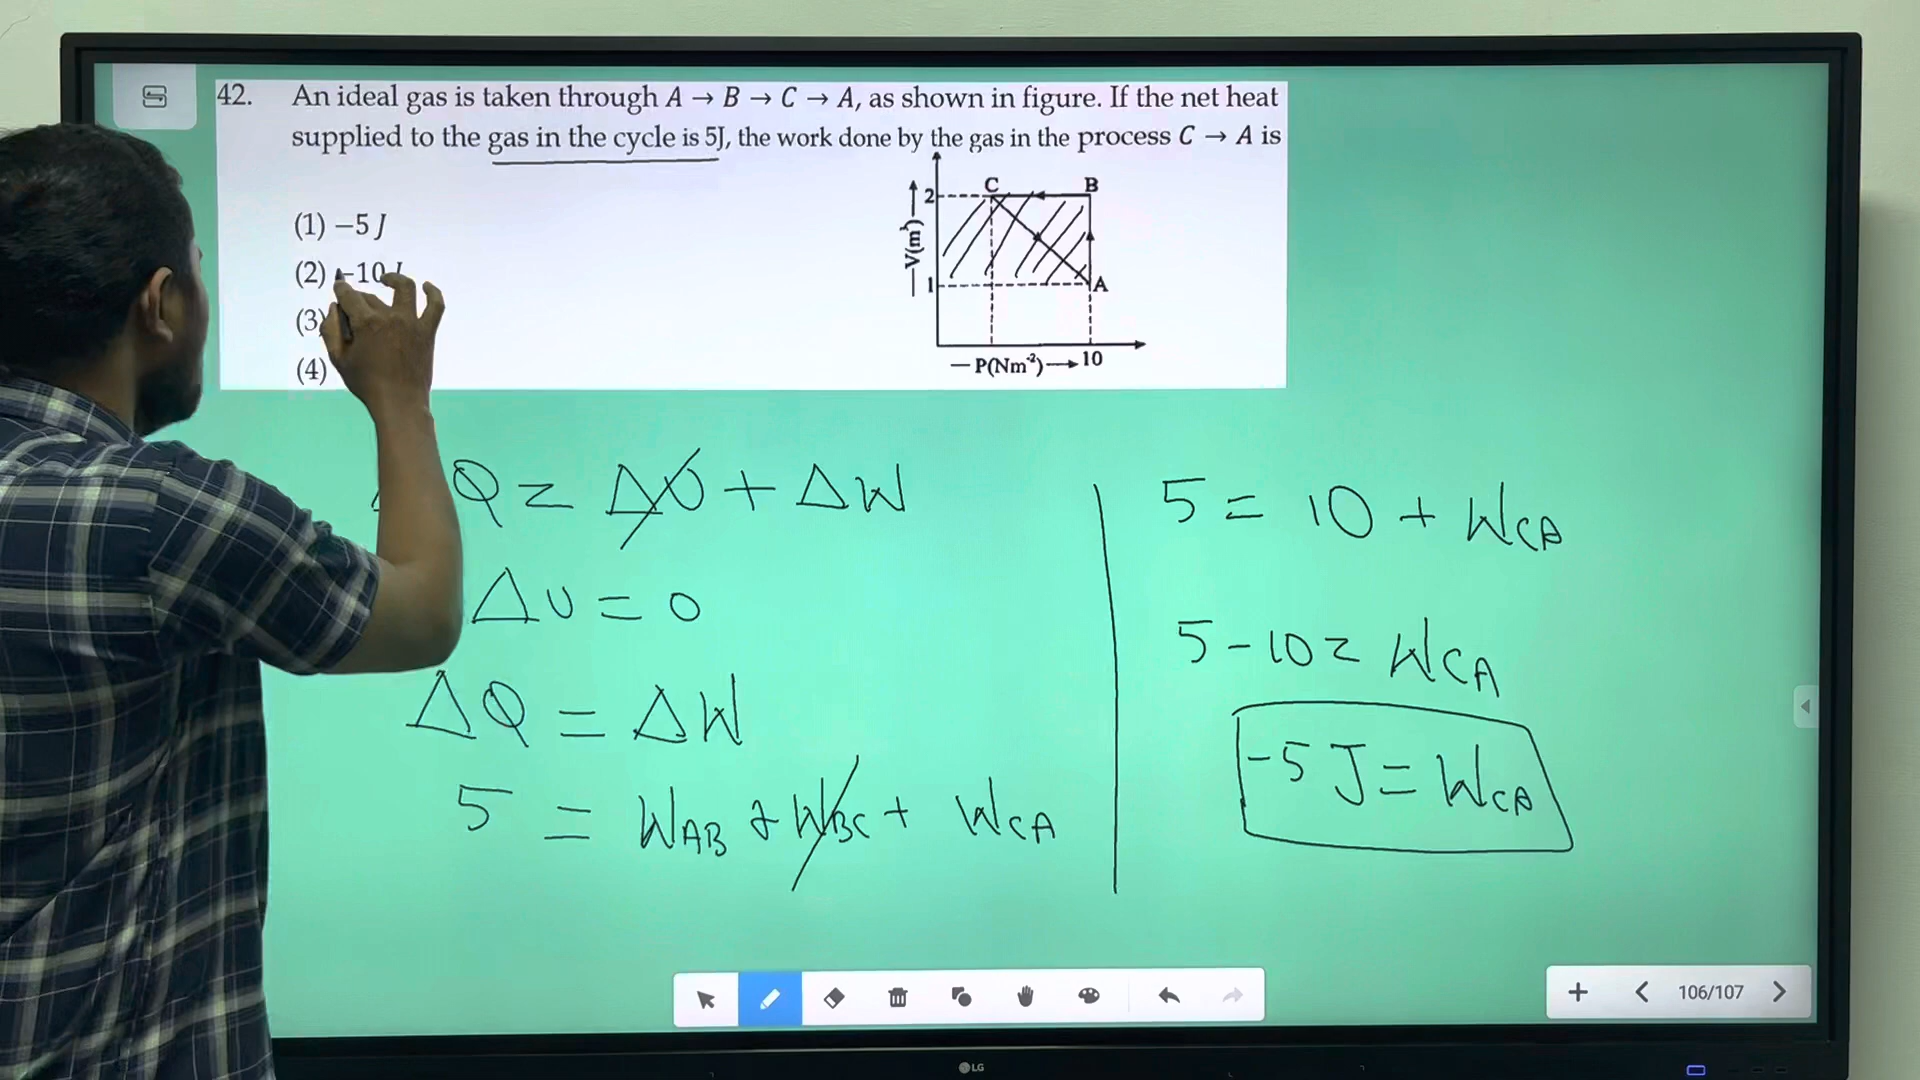 42. An ideal gas is taken through A → B → C → A, as shown in figure. If the net heat
supplied to the gas in the cycle is 5J, the work done by the gas in the process C → A is
(1) −5 J
(2) −10 J
(3)
(4)
C B
2
V(m³)
1 A
P(Nm⁻²) 10
Q = ΔU + ΔW
ΔU = 0
ΔQ = ΔW
5 = WAB + WBC + WCA
5 = 10 + WCA
5 - 10 = WCA
-5 J = WCA
106/107
LG